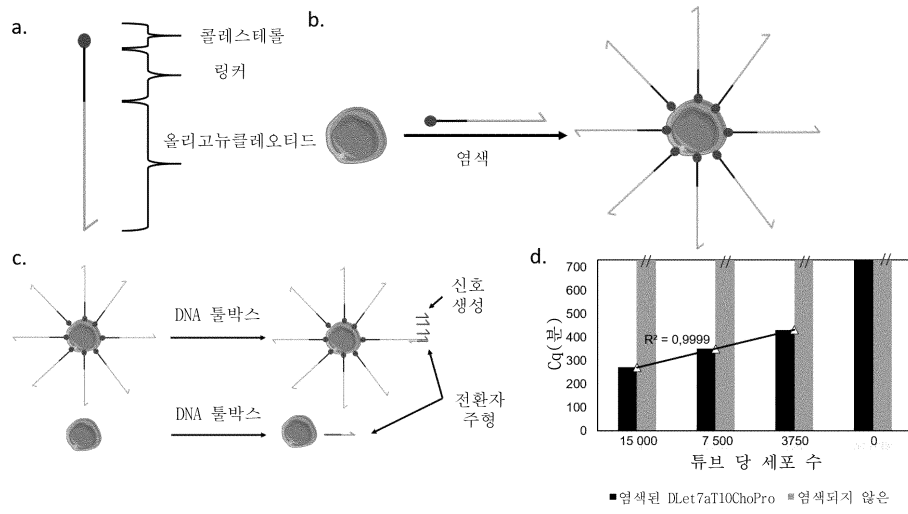 a.
콜레스테롤
링커
올리고뉴클레오티드
b.
염색
c.
DNA 툴박스
신호
생성
DNA 툴박스
전환자
주형
d.
Cq(분)
700
600
500
400
300
200
100
0
R² = 0,9999
15 000 7 500 3750 0
튜브 당 세포 수
염색된 DLet7aT10ChoPro 염색되지 않은